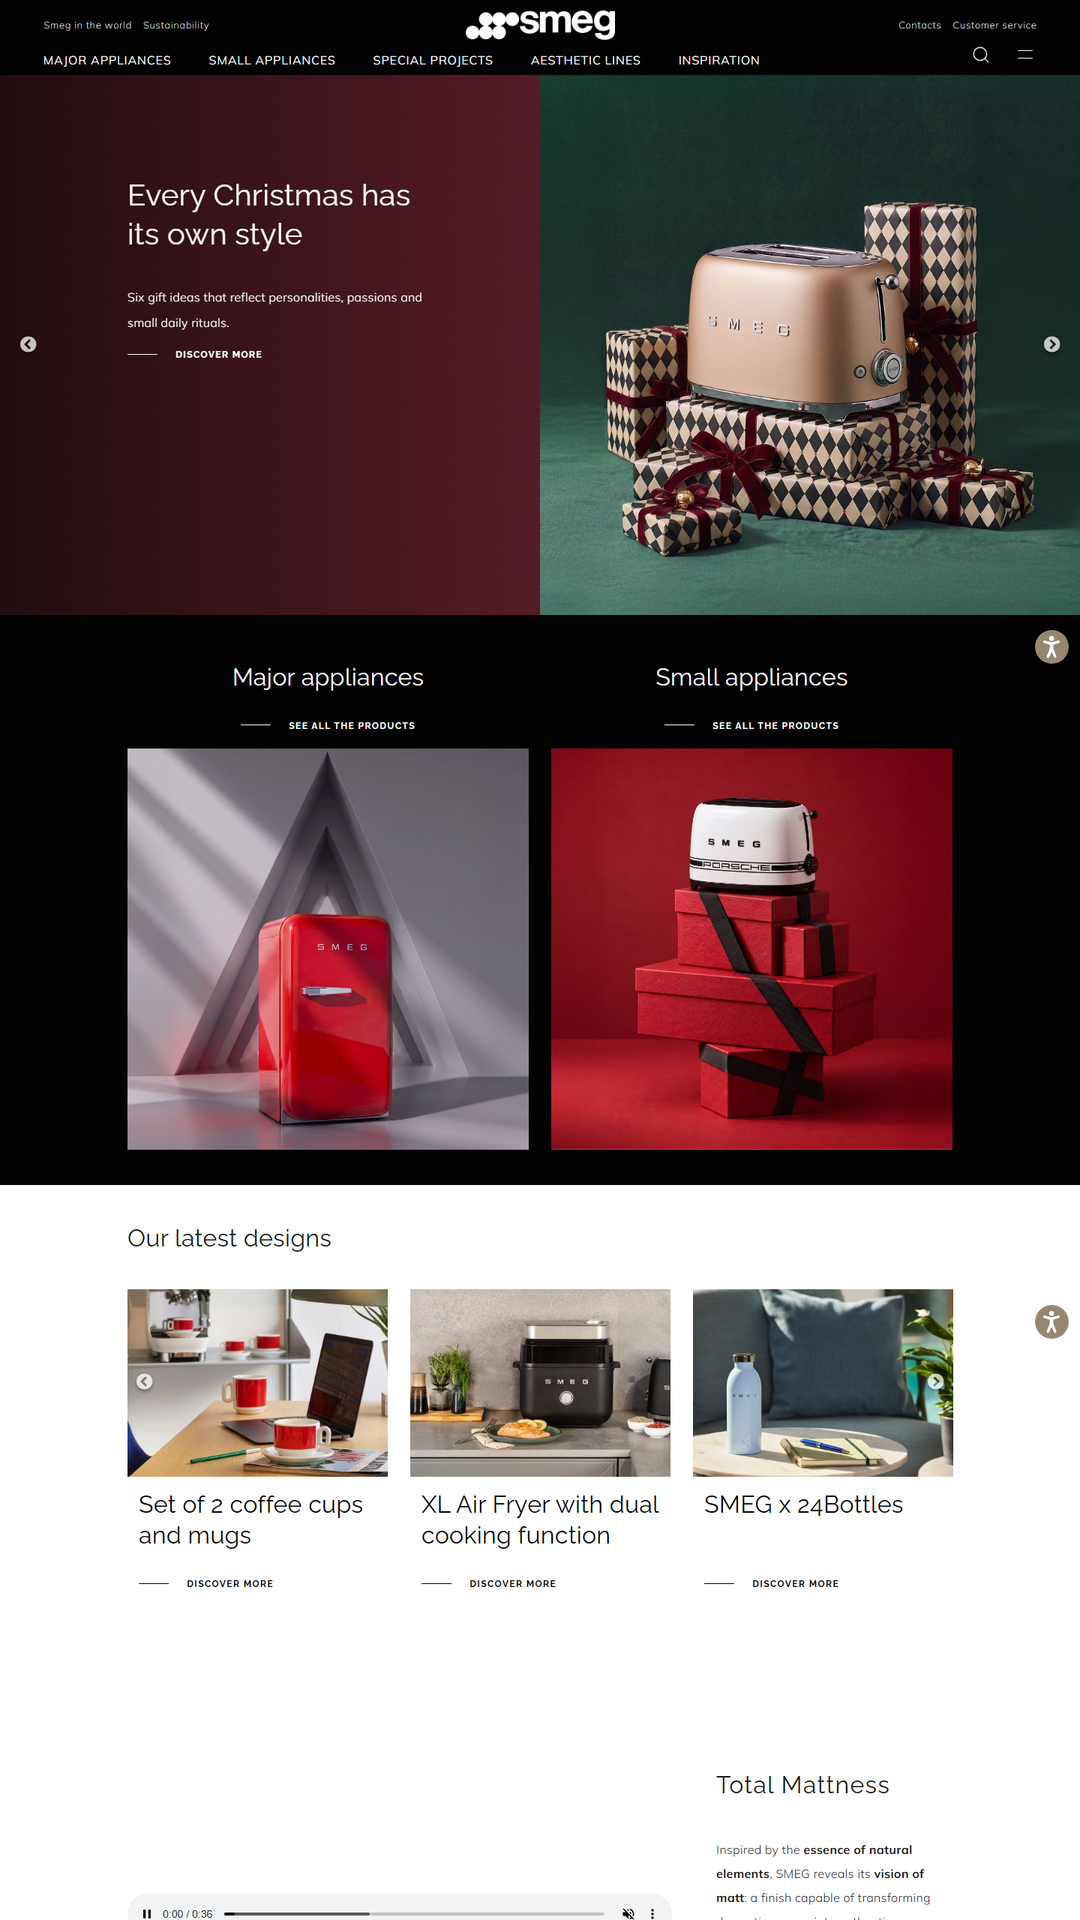 Smeg in the world Sustainability
smeg
Contacts Customer service
MAJOR APPLIANCES SMALL APPLIANCES SPECIAL PROJECTS AESTHETIC LINES INSPIRATION
Every Christmas has
its own style
Six gift ideas that reflect personalities, passions and
small daily rituals.
DISCOVER MORE
SMEG
Major appliances
SEE ALL THE PRODUCTS
Small appliances
SEE ALL THE PRODUCTS
SMEG
SMEG
PORSCHE
Our latest designs
SMEG
Set of 2 coffee cups
and mugs
DISCOVER MORE
XL Air Fryer with dual
cooking function
DISCOVER MORE
SMEG x 24Bottles
DISCOVER MORE
Total Mattness
Inspired by the essence of natural
elements, SMEG reveals its vision of
matt: a finish capable of transforming
0:00 / 0:36